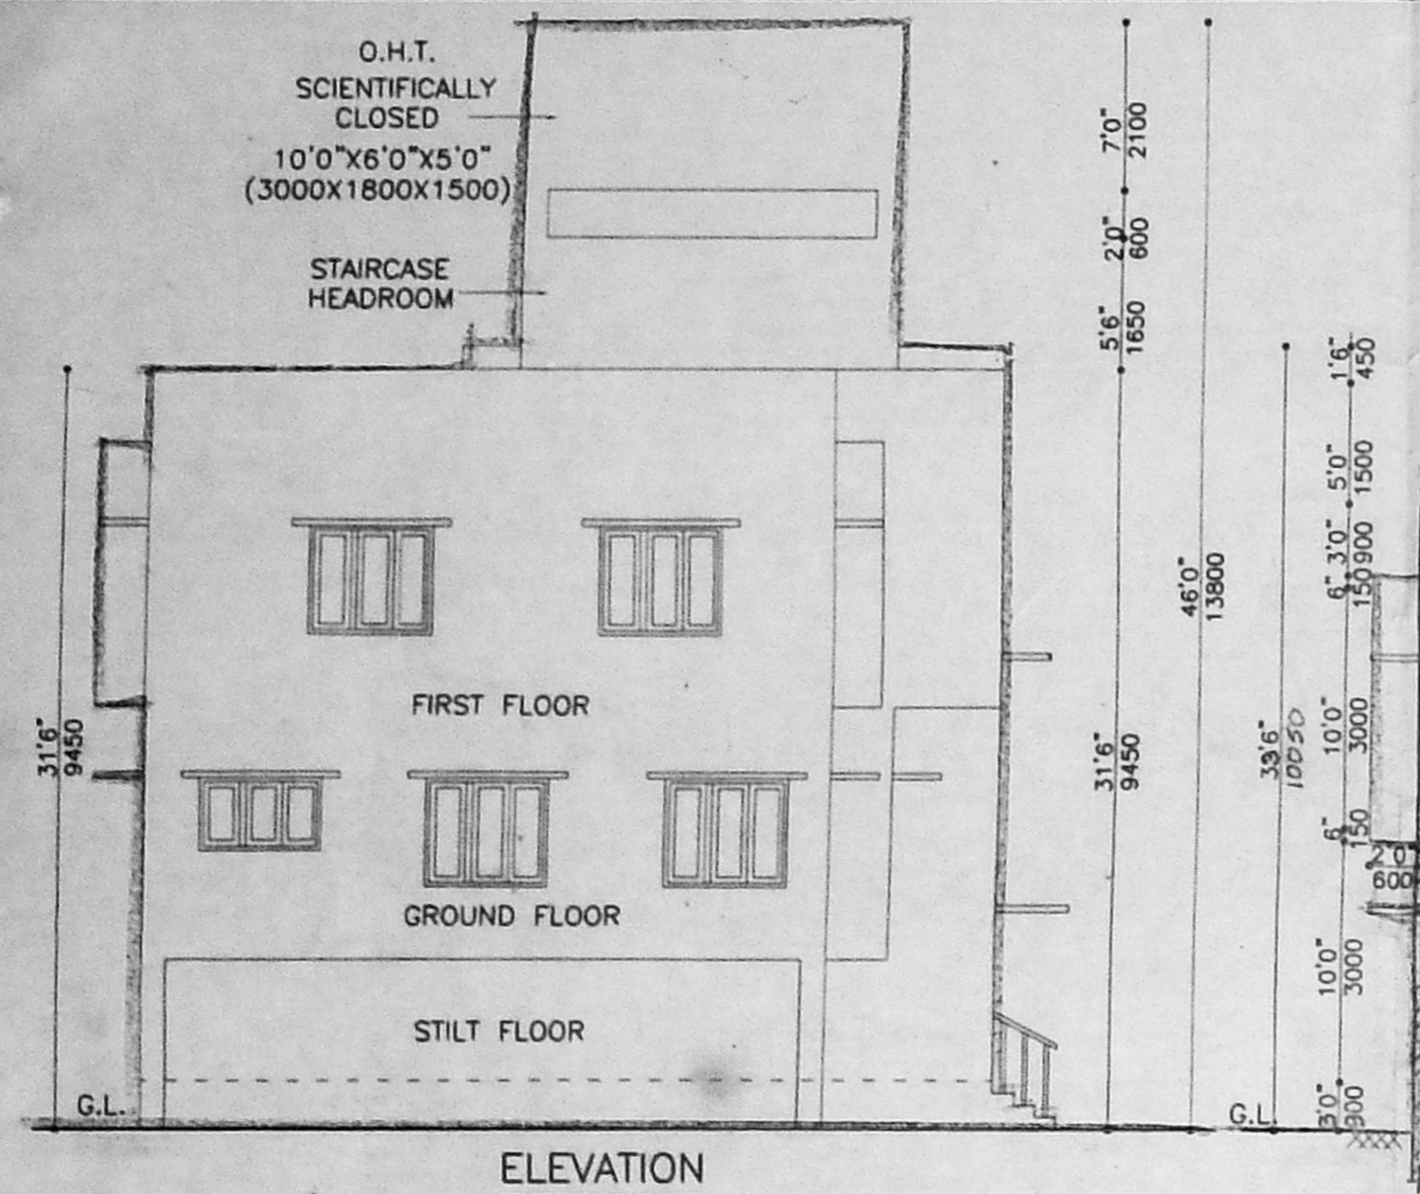 O.H.T.
SCIENTIFICALLY
CLOSED
10'0"X6'0"X5'0"
(3000X1800X1500)
STAIRCASE
HEADROOM
7'0"
2100
2'0"
600
5'6"
1650
1'6"
450
5'0"
1500
3'0"
900
6"
150
46'0"
13800
FIRST FLOOR
31'6"
9450
31'6"
9450
33'6"
10050
10'0"
3000
6"
150
2'0"
600
GROUND FLOOR
10'0"
3000
STILT FLOOR
G.L.
G.L.
3'0"
900
ELEVATION